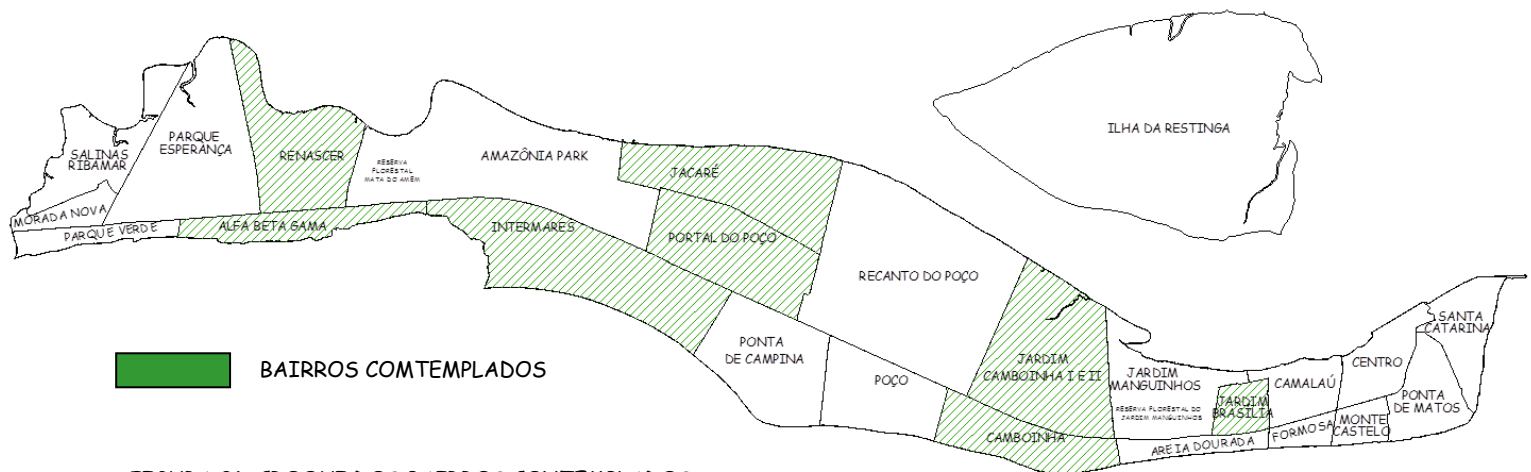 ILHA DA RESTINGA
SALINAS
RIBAMAR
PARQUE
ESPERANÇA
RENASCER
RESERVA
FLORESTAL
MATA DO AMÉM
AMAZÔNIA PARK
JACARÉ
MORADA NOVA
PARQUE VERDE
ALFA BETA GAMA
INTERMARES
PORTAL DO POÇO
RECANTO DO POÇO
PONTA
DE CAMPINA
POÇO
JARDIM
CAMBOINHA I E II
CAMBOINHA
JARDIM
MANGUINHOS
RESERVA FLORESTAL DO
JARDIM MANGUINHOS
JARDIM
BRASÍLIA
AREIA DOURADA
CAMALAÚ
FORMOSA
CENTRO
MONTE
CASTELO
SANTA
CATARINA
PONTA
DE MATOS
BAIRROS COMTEMPLADOS